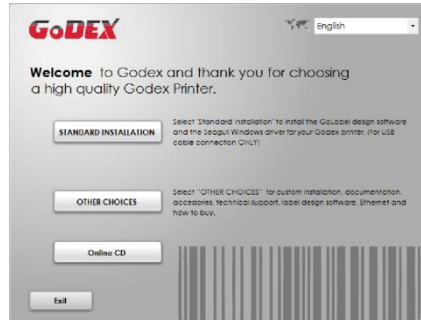 GoDEX
English
Welcome to Godex and thank you for choosing
a high quality Godex Printer.
STANDARD INSTALLATION
Select "Standard Installation" to install the GoLabel design software
and the Seagull Windows driver for your Godex printer. (For USB
cable connection ONLY)
OTHER CHOICES
Select "OTHER CHOICES" for custom installation, documentation,
accessories, technical support, label design software, Ethernet and
how to buy.
Online CD
Exit